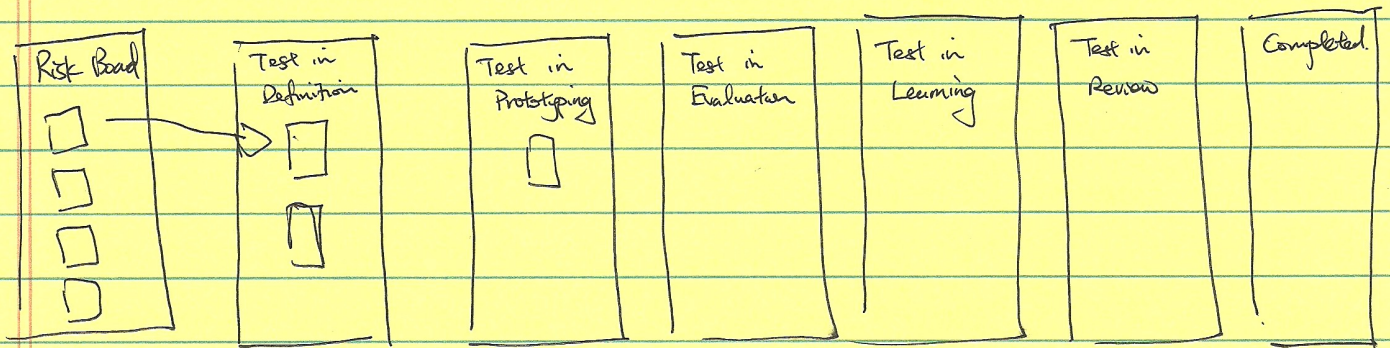 Risk Board
Test in
Definition
Test in
Prototyping
Test in
Evaluation
Test in
Learning
Test in
Review
Completed.